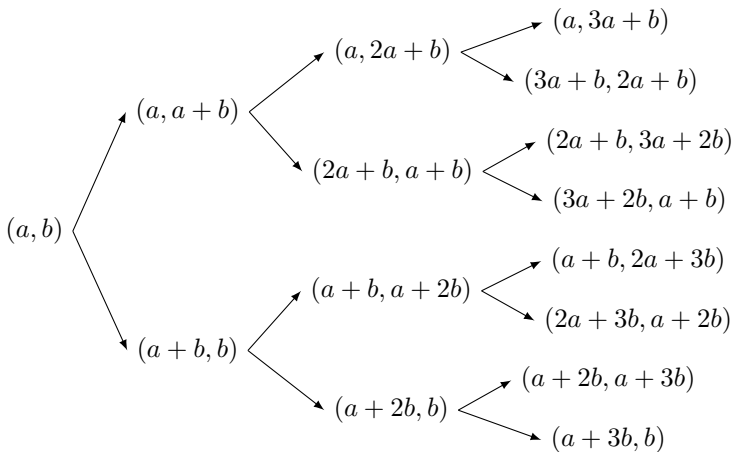 (a, 3a + b)
(a, 2a + b)
(3a + b, 2a + b)
(a, a + b)
(2a + b, 3a + 2b)
(2a + b, a + b)
(3a + 2b, a + b)
(a, b)
(a + b, 2a + 3b)
(a + b, a + 2b)
(2a + 3b, a + 2b)
(a + b, b)
(a + 2b, a + 3b)
(a + 2b, b)
(a + 3b, b)